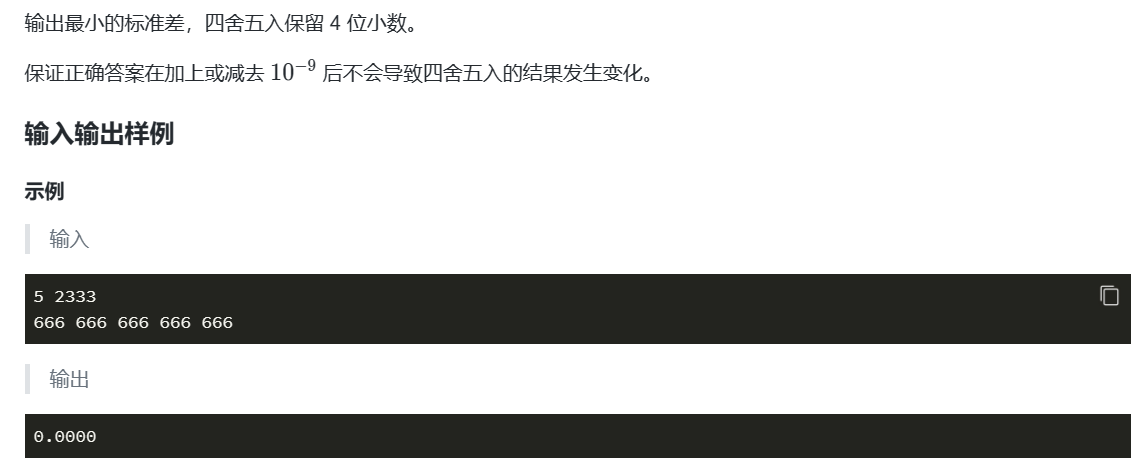 输出最小的标准差，四舍五入保留 4 位小数。
保证正确答案在加上或减去 10⁻⁹ 后不会导致四舍五入的结果发生变化。
输入输出样例
示例
输入
5 2333
666 666 666 666 666
输出
0.0000